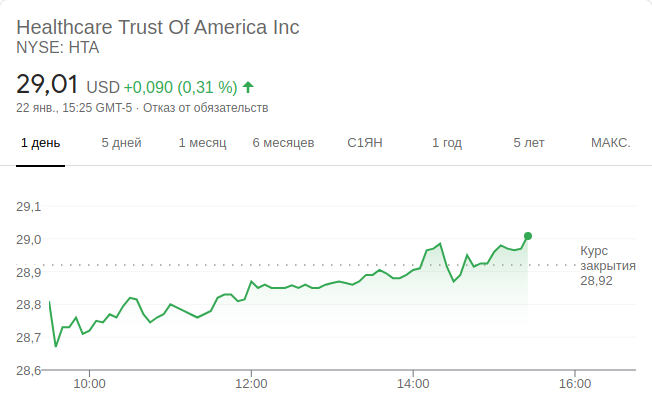 Healthcare Trust Of America Inc
NYSE: HTA
29,01 USD +0,090 (0,31 %)
22 янв., 15:25 GMT-5 · Отказ от обязательств
1 день 5 дней 1 месяц 6 месяцев С1ЯН 1 год 5 лет МАКС.
29,1
29,0
28,9
28,8
28,7
28,6
Курс
закрытия
28,92
10:00 12:00 14:00 16:00